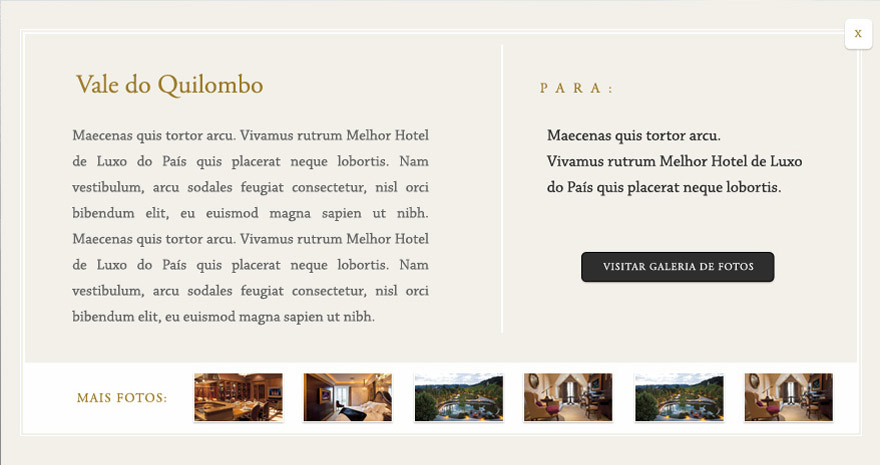 X
Vale do Quilombo
Maecenas quis tortor arcu. Vivamus rutrum Melhor Hotel
de Luxo do País quis placerat neque lobortis. Nam
vestibulum, arcu sodales feugiat consectetur, nisl orci
bibendum elit, eu euismod magna sapien ut nibh.
Maecenas quis tortor arcu. Vivamus rutrum Melhor Hotel
de Luxo do País quis placerat neque lobortis. Nam
vestibulum, arcu sodales feugiat consectetur, nisl orci
bibendum elit, eu euismod magna sapien ut nibh.
PARA:
Maecenas quis tortor arcu.
Vivamus rutrum Melhor Hotel de Luxo
do País quis placerat neque lobortis.
VISITAR GALERIA DE FOTOS
MAIS FOTOS: